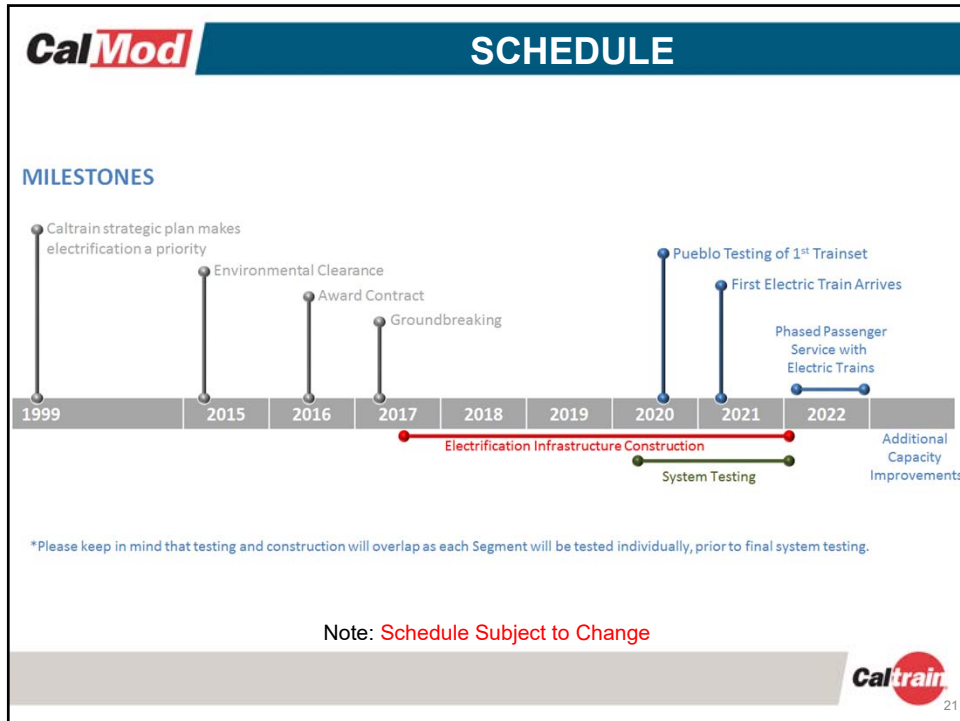 CalMod
SCHEDULE
MILESTONES
Caltrain strategic plan makes
electrification a priority
Environmental Clearance
Award Contract
Groundbreaking
Pueblo Testing of 1st Trainset
First Electric Train Arrives
Phased Passenger
Service with
Electric Trains
1999 2015 2016 2017 2018 2019 2020 2021 2022
Electrification Infrastructure Construction
System Testing
Additional
Capacity
Improvements
*Please keep in mind that testing and construction will overlap as each Segment will be tested individually, prior to final system testing.
Note: Schedule Subject to Change
Caltrain
21